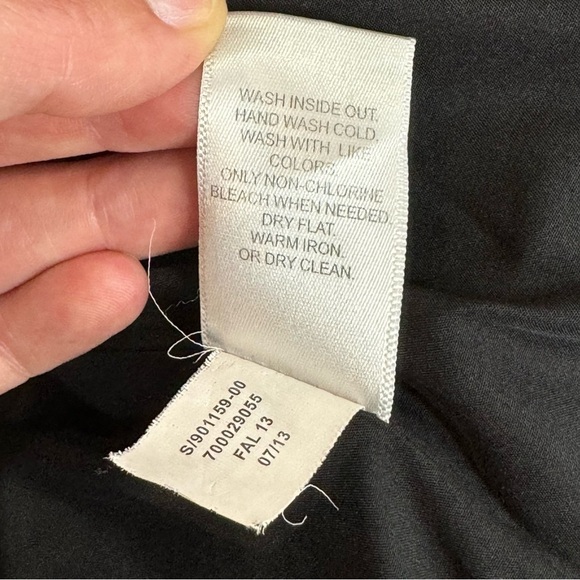 WASH INSIDE OUT.
HAND WASH COLD.
WASH WITH LIKE
COLORS.
ONLY NON-CHLORINE
BLEACH WHEN NEEDED.
DRY FLAT.
WARM IRON.
OR DRY CLEAN.
S/901159-00
700029055
FAL 13
07/13